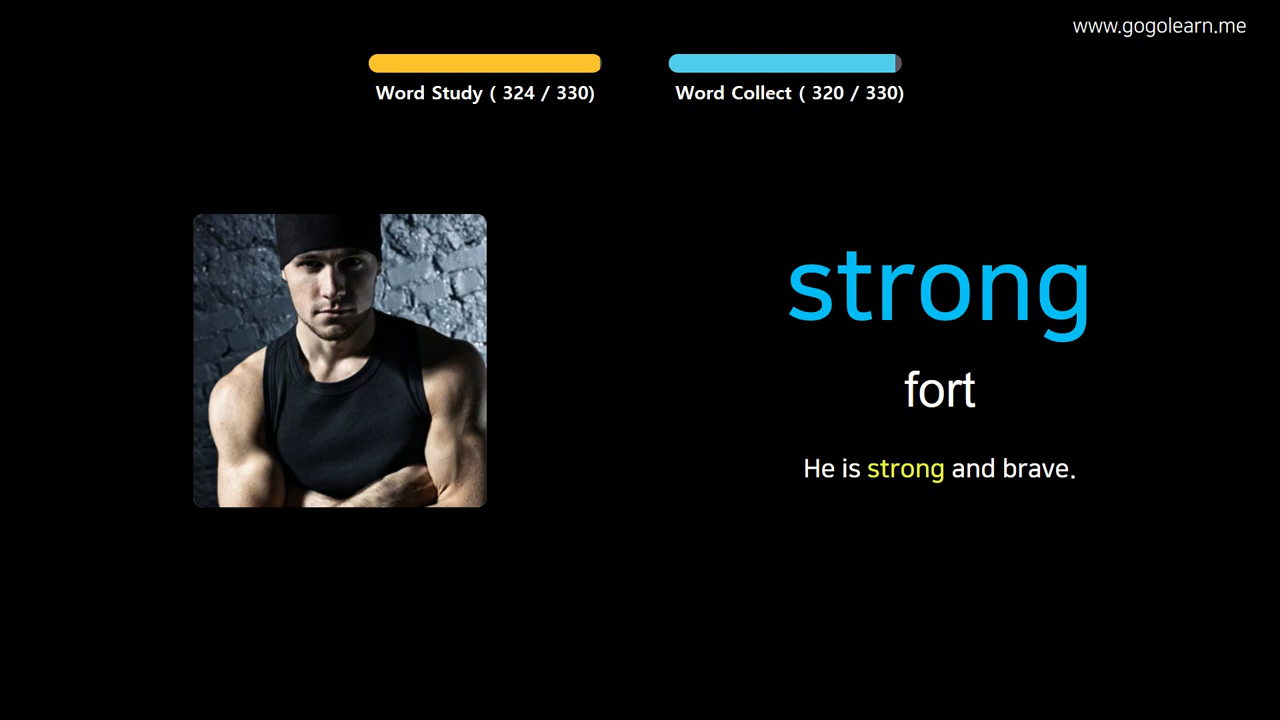 www.gogolearn.me
Word Study ( 324 / 330)
Word Collect ( 320 / 330)
strong
fort
He is strong and brave.